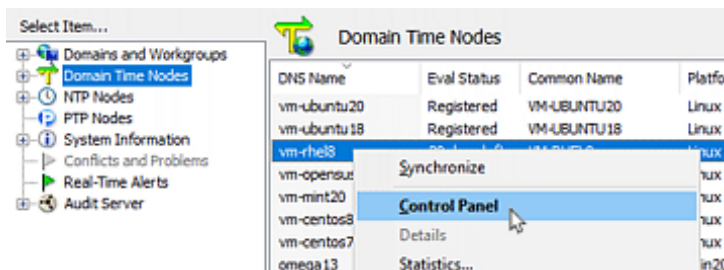 Select Item...
Domains and Workgroups
Domain Time Nodes
NTP Nodes
PTP Nodes
System Information
Conflicts and Problems
Real-Time Alerts
Audit Server
Domain Time Nodes
DNS Name Eval Status Common Name Platfo
vm-ubuntu20 Registered VM-UBUNTU20 Linux
vm-ubuntu18 Registered VM-UBUNTU18 Linux
vm-rhel8
vm-opensus
vm-mint20
vm-centos8
vm-centos7
omega13
Synchronize
Control Panel
Details
Statistics...